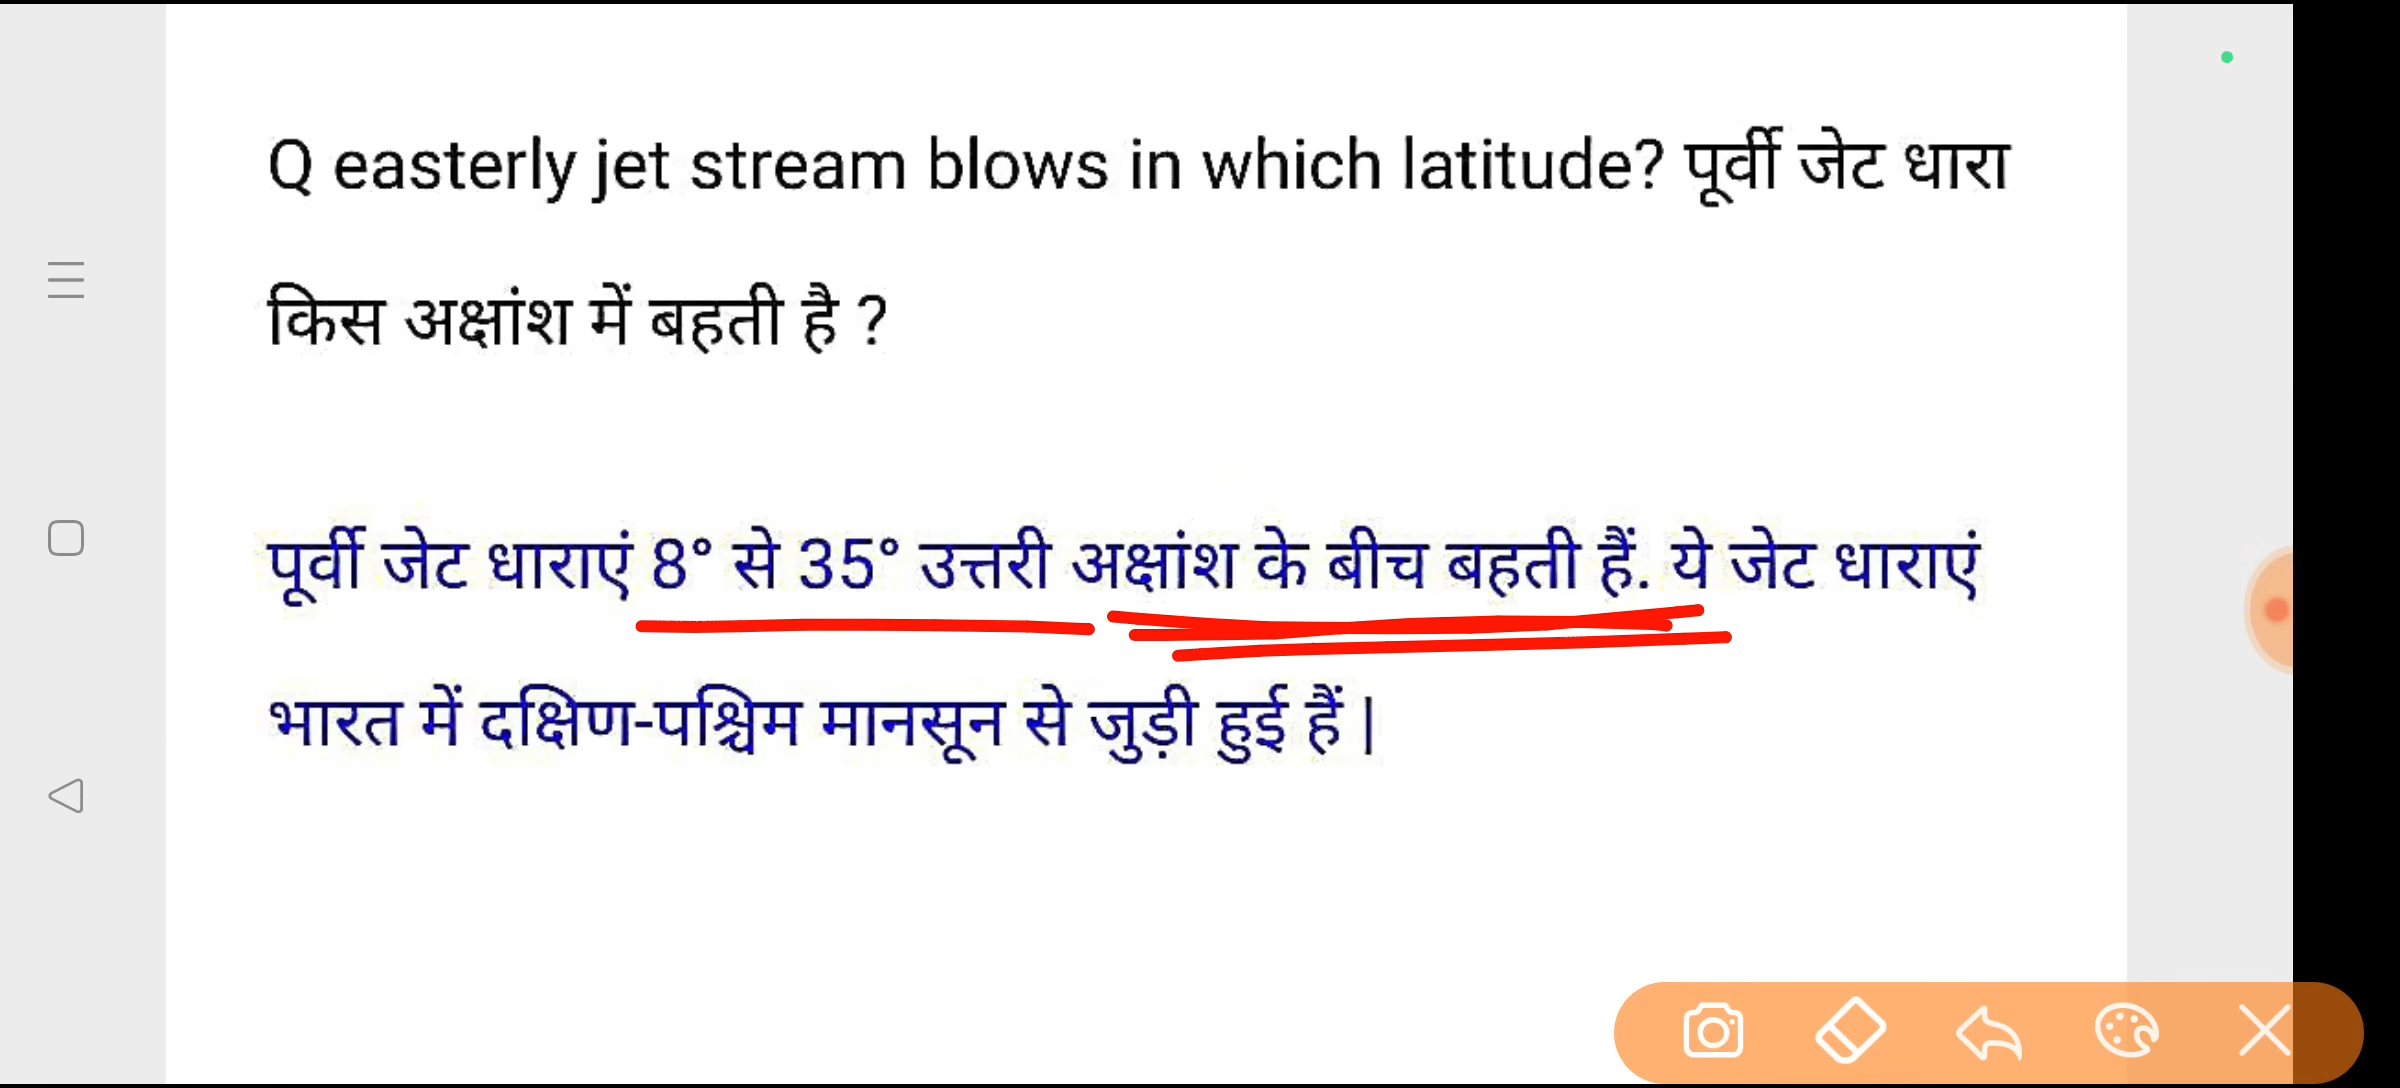 Q easterly jet stream blows in which latitude? पूर्वी जेट धारा
किस अक्षांश में बहती है ?
पूर्वी जेट धाराएं 8° से 35° उत्तरी अक्षांश के बीच बहती हैं. ये जेट धाराएं
भारत में दक्षिण-पश्चिम मानसून से जुड़ी हुई हैं|